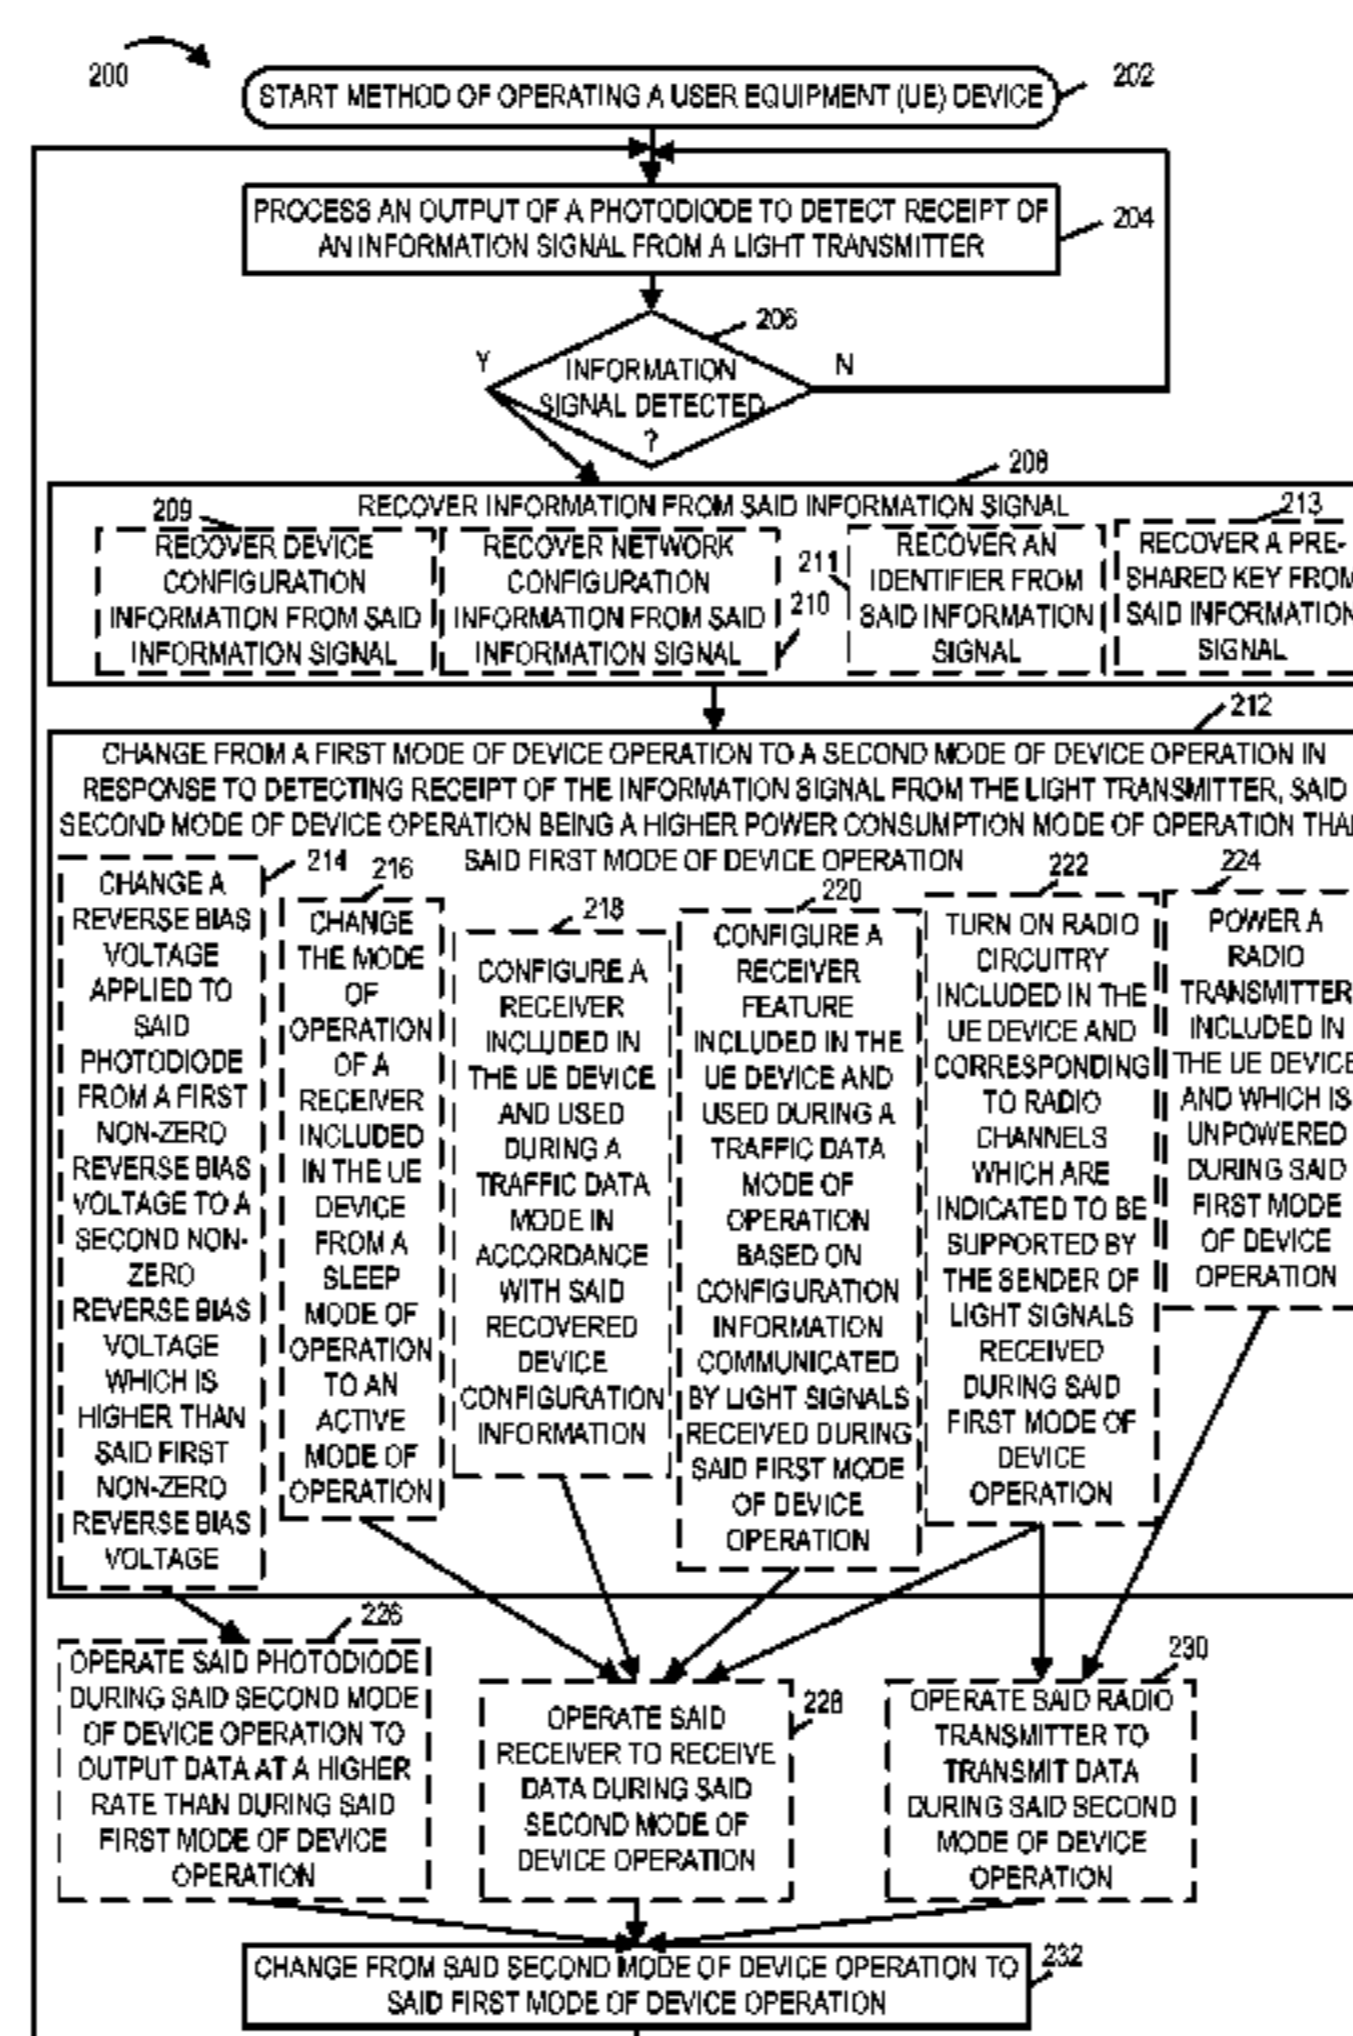 200
START METHOD OF OPERATING A USER EQUIPMENT (UE) DEVICE
202
PROCESS AN OUTPUT OF A PHOTODIODE TO DETECT RECEIPT OF
AN INFORMATION SIGNAL FROM A LIGHT TRANSMITTER
204
206
Y
N
INFORMATION
SIGNAL DETECTED
?
208
RECOVER INFORMATION FROM SAID INFORMATION SIGNAL
209
RECOVER DEVICE
CONFIGURATION
INFORMATION FROM SAID
INFORMATION SIGNAL
RECOVER NETWORK
CONFIGURATION
INFORMATION FROM SAID
INFORMATION SIGNAL
210
211
RECOVER AN
IDENTIFIER FROM
SAID INFORMATION
SIGNAL
213
RECOVER A PRE-
SHARED KEY FROM
SAID INFORMATION
SIGNAL
212
CHANGE FROM A FIRST MODE OF DEVICE OPERATION TO A SECOND MODE OF DEVICE OPERATION IN
RESPONSE TO DETECTING RECEIPT OF THE INFORMATION SIGNAL FROM THE LIGHT TRANSMITTER, SAID
SECOND MODE OF DEVICE OPERATION BEING A HIGHER POWER CONSUMPTION MODE OF OPERATION THA
SAID FIRST MODE OF DEVICE OPERATION
214
CHANGE A
REVERSE BIAS
VOLTAGE
APPLIED TO
SAID
PHOTODIODE
FROM A FIRST
NON-ZERO
REVERSE BIAS
VOLTAGE TO A
SECOND NON-
ZERO
REVERSE BIAS
VOLTAGE
WHICH IS
HIGHER THAN
SAID FIRST
NON-ZERO
REVERSE BIAS
VOLTAGE
216
CHANGE
THE MODE
OF
OPERATION
OF A
RECEIVER
INCLUDED
IN THE UE
DEVICE
FROM A
SLEEP
MODE OF
OPERATION
TO AN
ACTIVE
MODE OF
OPERATION
218
CONFIGURE A
RECEIVER
INCLUDED IN
THE UE DEVICE
AND USED
DURING A
TRAFFIC DATA
MODE IN
ACCORDANCE
WITH SAID
RECOVERED
DEVICE
CONFIGURATION
INFORMATION
220
CONFIGURE A
RECEIVER
FEATURE
INCLUDED IN THE
UE DEVICE AND
USED DURING A
TRAFFIC DATA
MODE OF
OPERATION
BASED ON
CONFIGURATION
INFORMATION
COMMUNICATED
BY LIGHT SIGNALS
RECEIVED DURING
SAID FIRST MODE
OF DEVICE
OPERATION
222
TURN ON RADIO
CIRCUITRY
INCLUDED IN THE
UE DEVICE AND
CORRESPONDING
TO RADIO
CHANNELS
WHICH ARE
INDICATED TO BE
SUPPORTED BY
THE SENDER OF
LIGHT SIGNALS
RECEIVED
DURING SAID
FIRST MODE OF
DEVICE
OPERATION
224
POWER A
RADIO
TRANSMITTER
INCLUDED IN
THE UE DEVICE
AND WHICH IS
UNPOWERED
DURING SAID
FIRST MODE
OF DEVICE
OPERATION
226
OPERATE SAID PHOTODIODE
DURING SAID SECOND MODE
OF DEVICE OPERATION TO
OUTPUT DATA AT A HIGHER
RATE THAN DURING SAID
FIRST MODE OF DEVICE
OPERATION
228
OPERATE SAID
RECEIVER TO RECEIVE
DATA DURING SAID
SECOND MODE OF
DEVICE OPERATION
230
OPERATE SAID RADIO
TRANSMITTER TO
TRANSMIT DATA
DURING SAID SECOND
MODE OF DEVICE
OPERATION
CHANGE FROM SAID SECOND MODE OF DEVICE OPERATION TO
SAID FIRST MODE OF DEVICE OPERATION
232